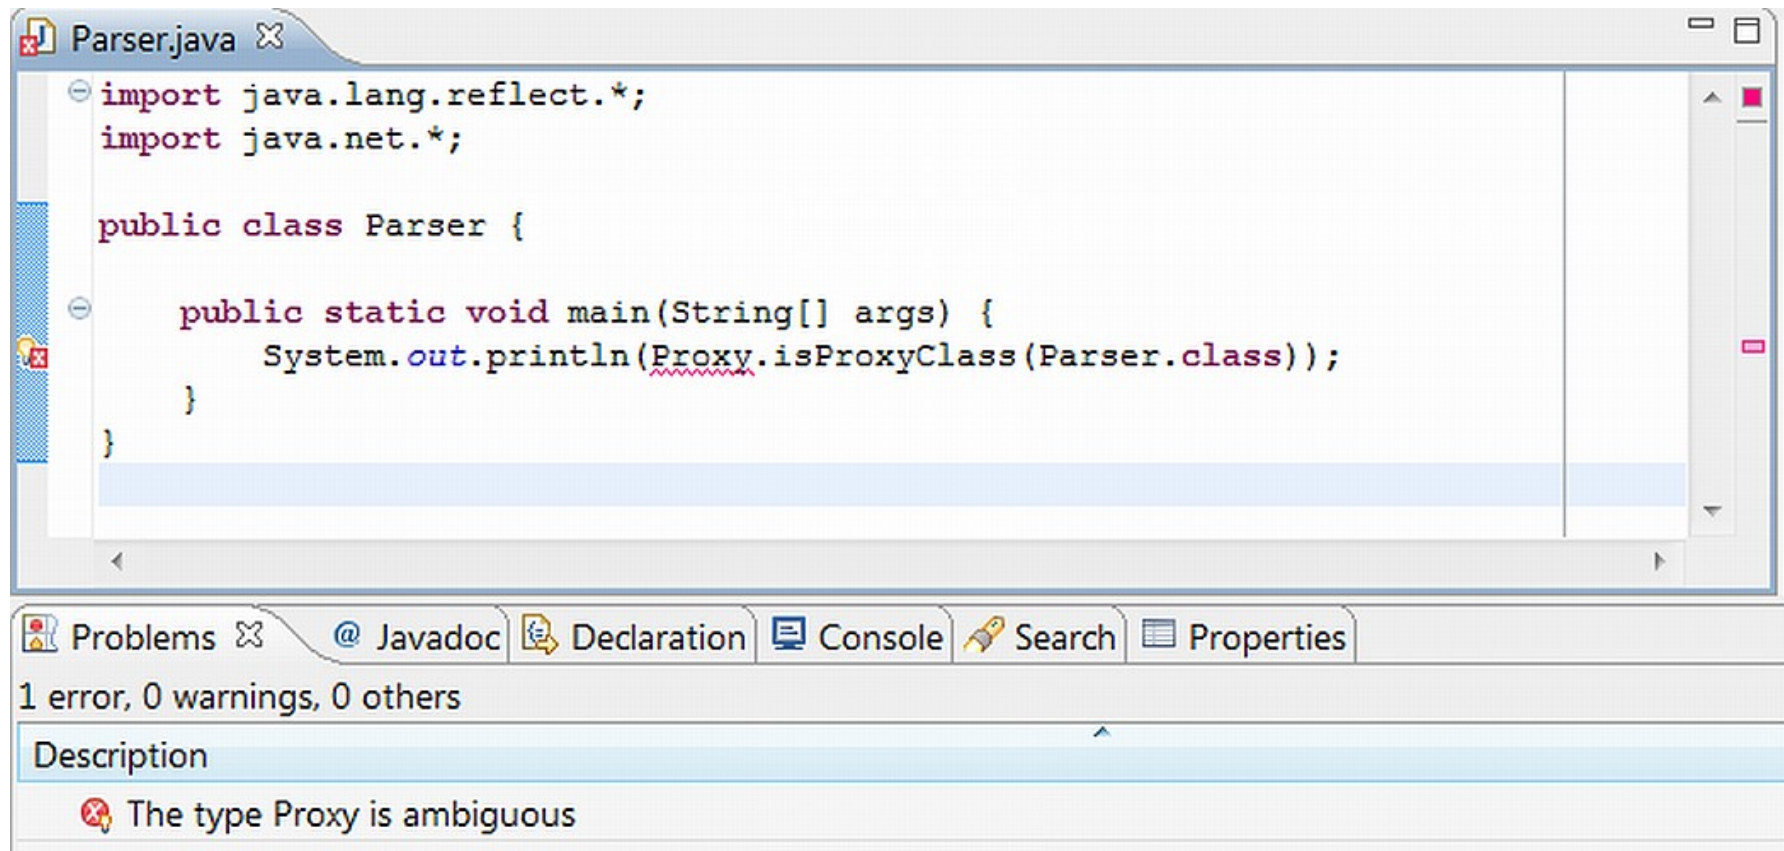 Parser.java
import java.lang.reflect.*;
import java.net.*;
public class Parser {
public static void main(String[] args) {
System.out.println(Proxy.isProxyClass(Parser.class));
}
}
Problems @ Javadoc Declaration Console Search Properties
1 error, 0 warnings, 0 others
Description
The type Proxy is ambiguous